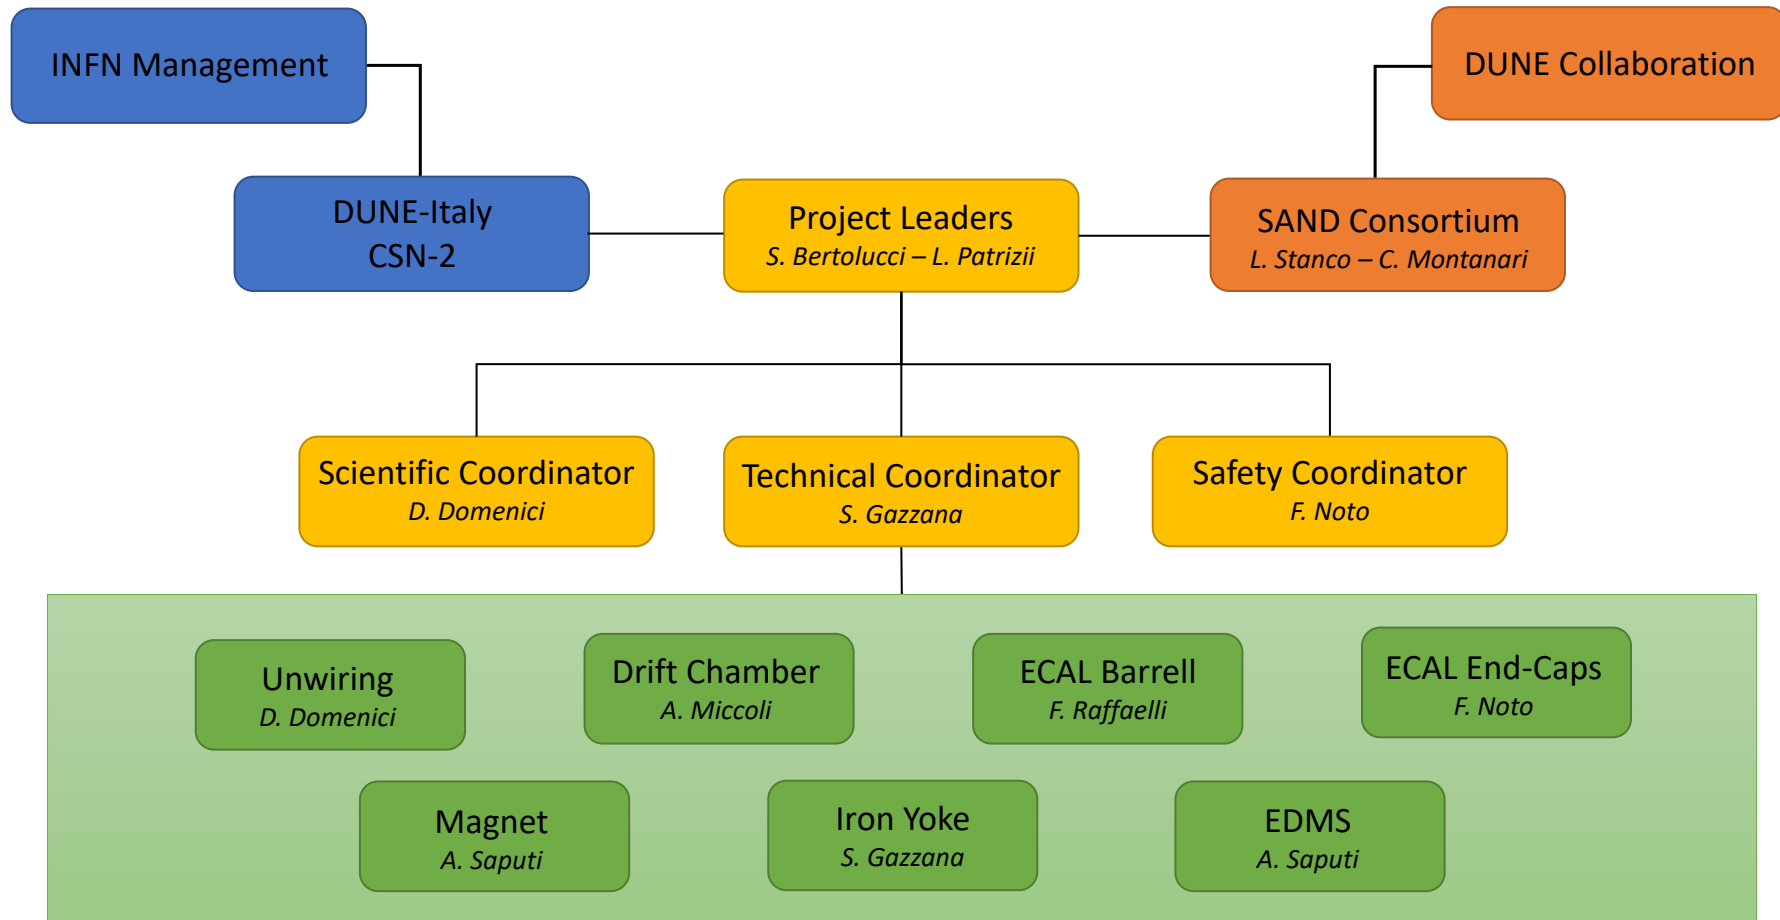 INFN Management
DUNE Collaboration
DUNE-Italy
CSN-2
Project Leaders
S. Bertolucci – L. Patrizii
SAND Consortium
L. Stanco – C. Montanari
Scientific Coordinator
D. Domenici
Technical Coordinator
S. Gazzana
Safety Coordinator
F. Noto
Unwiring
D. Domenici
Drift Chamber
A. Miccoli
ECAL Barrell
F. Raffaelli
ECAL End-Caps
F. Noto
Magnet
A. Saputi
Iron Yoke
S. Gazzana
EDMS
A. Saputi